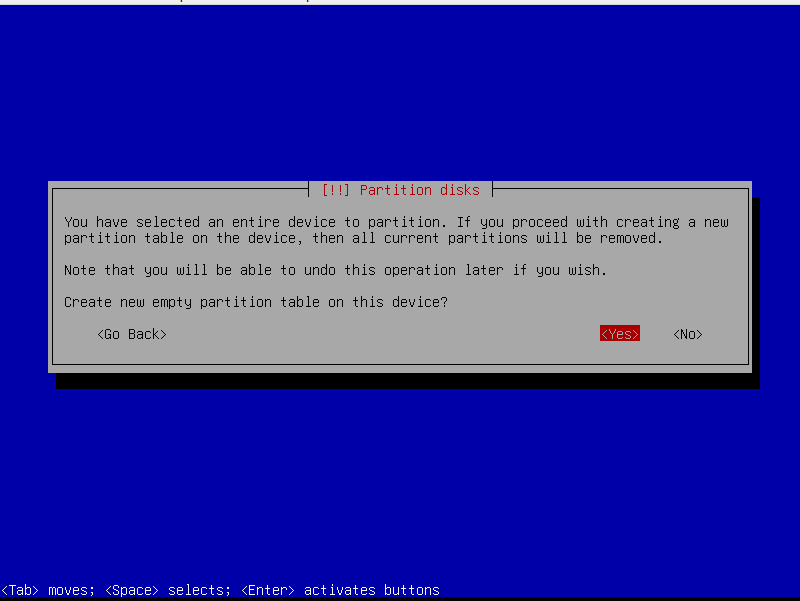 [!!] Partition disks
You have selected an entire device to partition. If you proceed with creating a new
partition table on the device, then all current partitions will be removed.
Note that you will be able to undo this operation later if you wish.
Create new empty partition table on this device?
<Go Back> <Yes> <No>
<Tab> moves; <Space> selects; <Enter> activates buttons